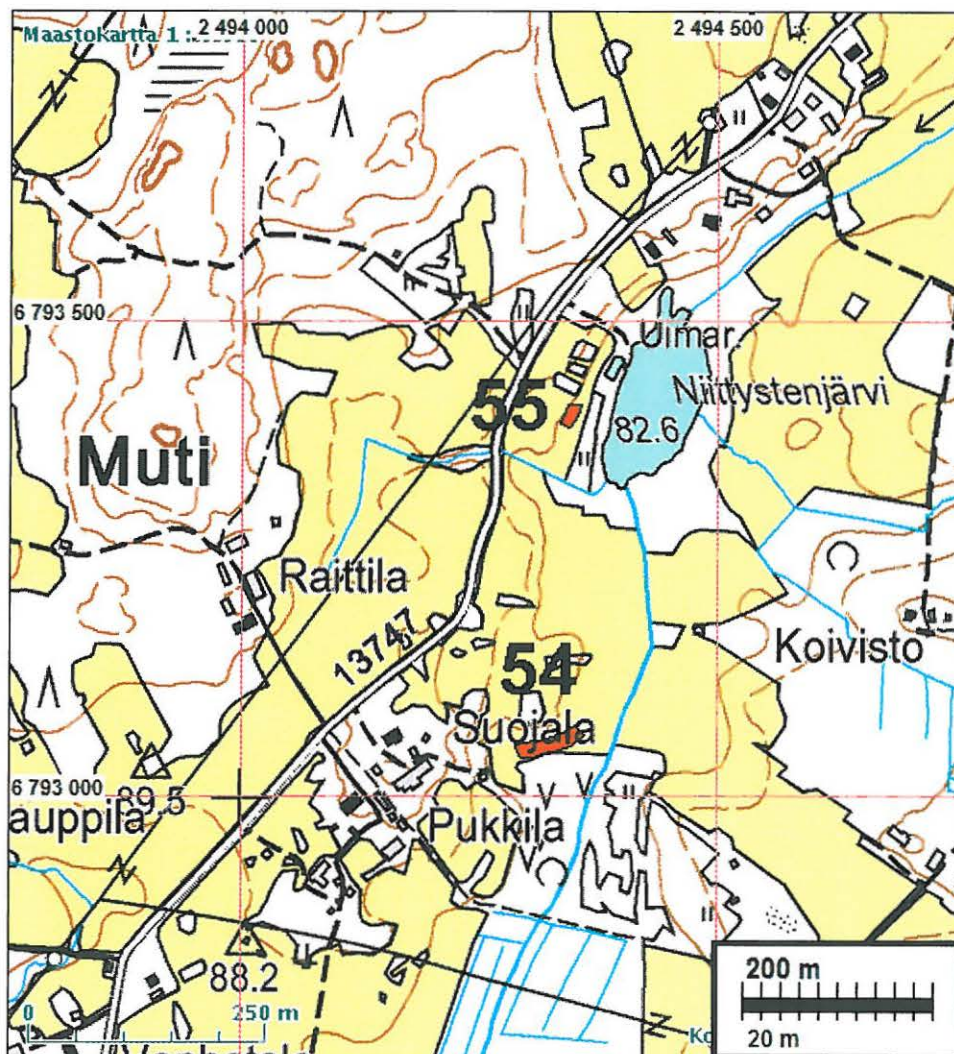 Maastokartta 1 :
2 494 000
2 494 500
6 793 500
Uimar.
Niittystenjärvi
55
82.6
Muti
Raittila
13747
Koivisto
54
Suojala
6 793 000
89.5
auppila
Pukkila
88.2
200 m
20 m
0
250 m
Ko